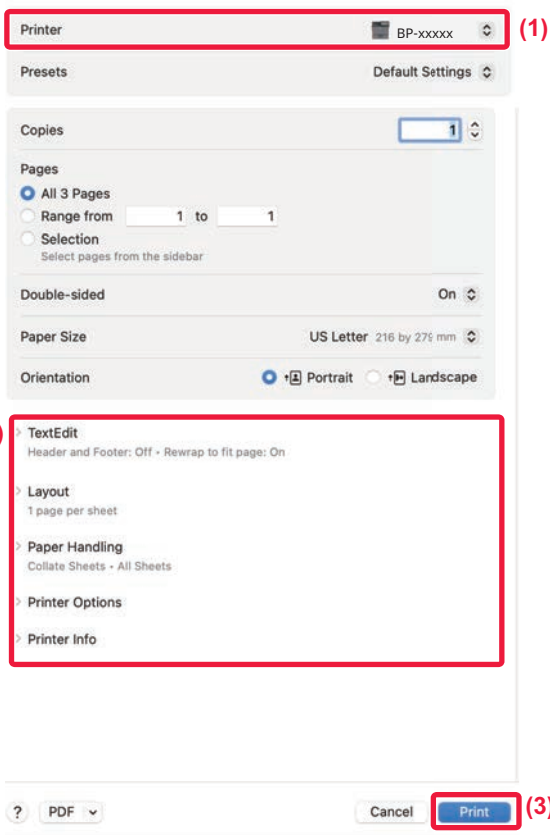 Printer BP-xxxxx (1)
Presets Default Settings
Copies 1
Pages
All 3 Pages
Range from 1 to 1
Selection
Select pages from the sidebar
Double-sided On
Paper Size US Letter 216 by 279 mm
Orientation Portrait Landscape
)
> TextEdit
Header and Footer: Off • Rewrap to fit page: On
> Layout
1 page per sheet
> Paper Handling
Collate Sheets • All Sheets
> Printer Options
> Printer Info
? PDF Cancel Print (3)